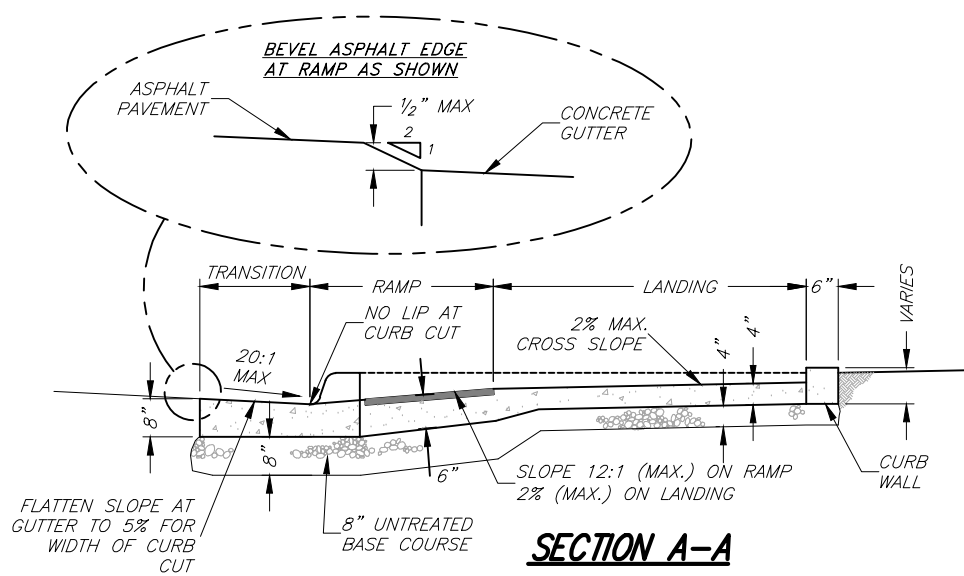 BEVEL ASPHALT EDGE
AT RAMP AS SHOWN
ASPHALT
PAVEMENT
1/2" MAX
2
1
CONCRETE
GUTTER
TRANSITION
RAMP
LANDING
6"
VARIES
NO LIP AT
CURB CUT
2% MAX.
CROSS SLOPE
4"
4"
20:1
MAX
8"
8"
6"
SLOPE 12:1 (MAX.) ON RAMP
2% (MAX.) ON LANDING
CURB
WALL
FLATTEN SLOPE AT
GUTTER TO 5% FOR
WIDTH OF CURB
CUT
8" UNTREATED
BASE COURSE
SECTION A-A